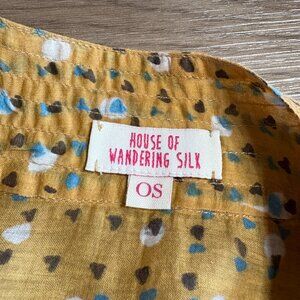 HOUSE OF
WANDERING SILK
OS